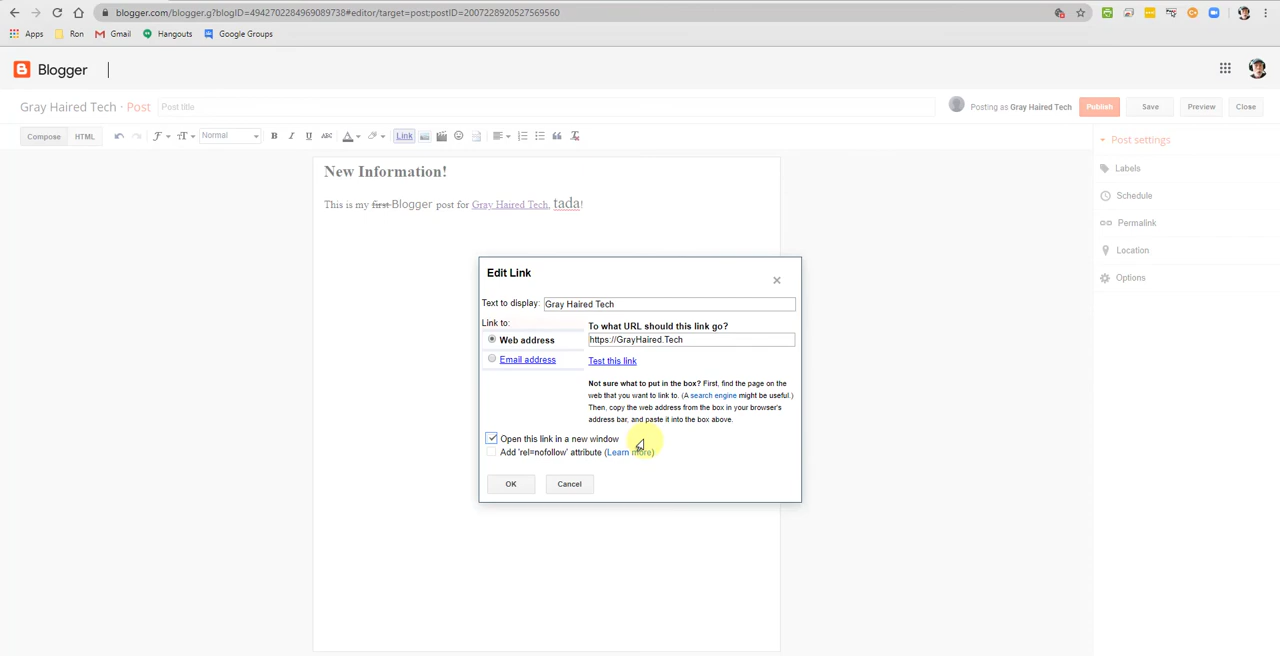 blogger.com/blogger.g?blogID=4942702284969089738#editor/target=post;postID=2007228920527569560
Apps Ron Gmail Hangouts Google Groups
Blogger
Gray Haired Tech · Post Post title Posting as Gray Haired Tech Publish Save Preview Close
Compose HTML Normal B I U ABC A Link
Post settings
Labels
Schedule
Permalink
Location
Options
New Information!
This is my first Blogger post for Gray Haired Tech, tada!
Edit Link
Text to display: Gray Haired Tech
Link to: To what URL should this link go?
Web address https://GrayHaired.Tech
Email address Test this link
Not sure what to put in the box? First, find the page on the
web that you want to link to. (A search engine might be useful.)
Then, copy the web address from the box in your browser's
address bar, and paste it into the box above.
Open this link in a new window
Add 'rel=nofollow' attribute (Learn more)
OK Cancel